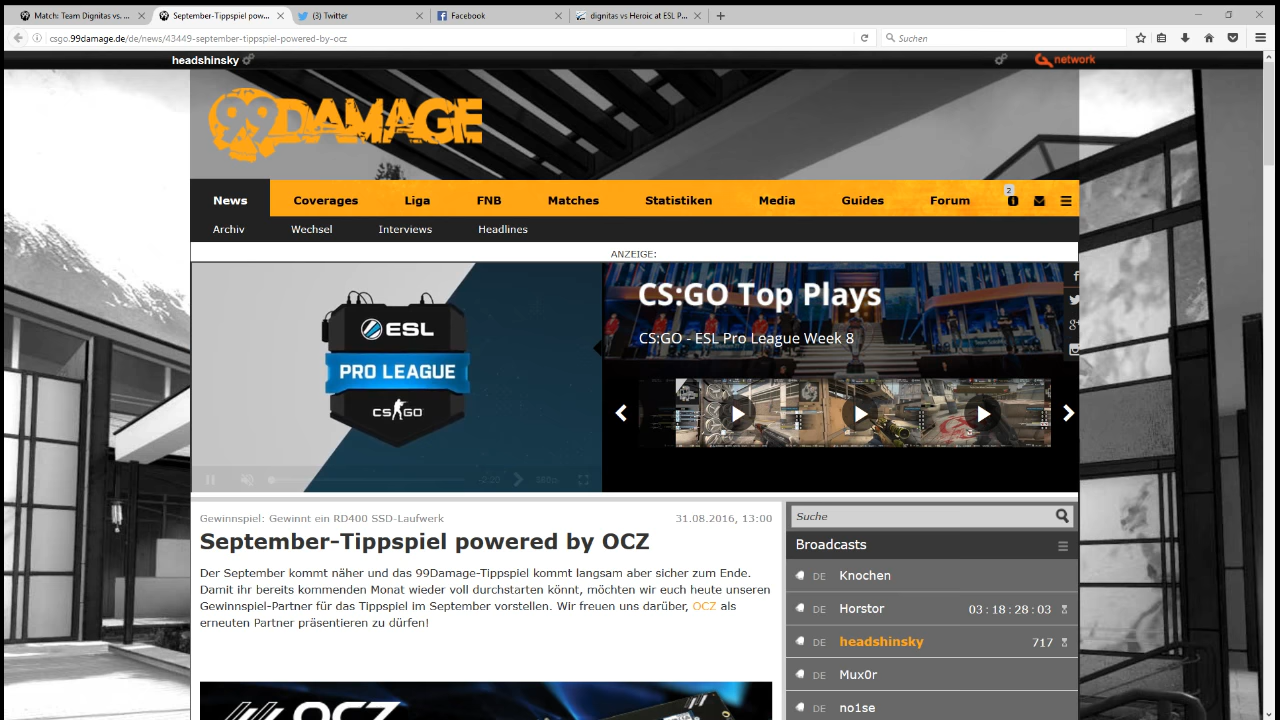 Match: Team Dignitas vs. ...
September-Tippspiel pow...
(3) Twitter
Facebook
dignitas vs Heroic at ESL P...
csgo.99damage.de/de/news/43449-september-tippspiel-powered-by-ocz
Suchen
headshinsky
network
99DAMAGE
News
Coverages
Liga
FNB
Matches
Statistiken
Media
Guides
Forum
2
Archiv
Wechsel
Interviews
Headlines
ANZEIGE:
ESL
PRO LEAGUE
CS GO
CS:GO Top Plays
CS:GO - ESL Pro League Week 8
Gewinnspiel: Gewinnt ein RD400 SSD-Laufwerk
31.08.2016, 13:00
September-Tippspiel powered by OCZ
Der September kommt näher und das 99Damage-Tippspiel kommt langsam aber sicher zum Ende.
Damit ihr bereits kommenden Monat wieder voll durchstarten könnt, möchten wir euch heute unseren
Gewinnspiel-Partner für das Tippspiel im September vorstellen. Wir freuen uns darüber, OCZ als
erneuten Partner präsentieren zu dürfen!
OCZ
Suche
Broadcasts
DE Knochen
DE Horstor 03 : 18 : 28 : 03
DE headshinsky 717
DE Mux0r
DE no1se